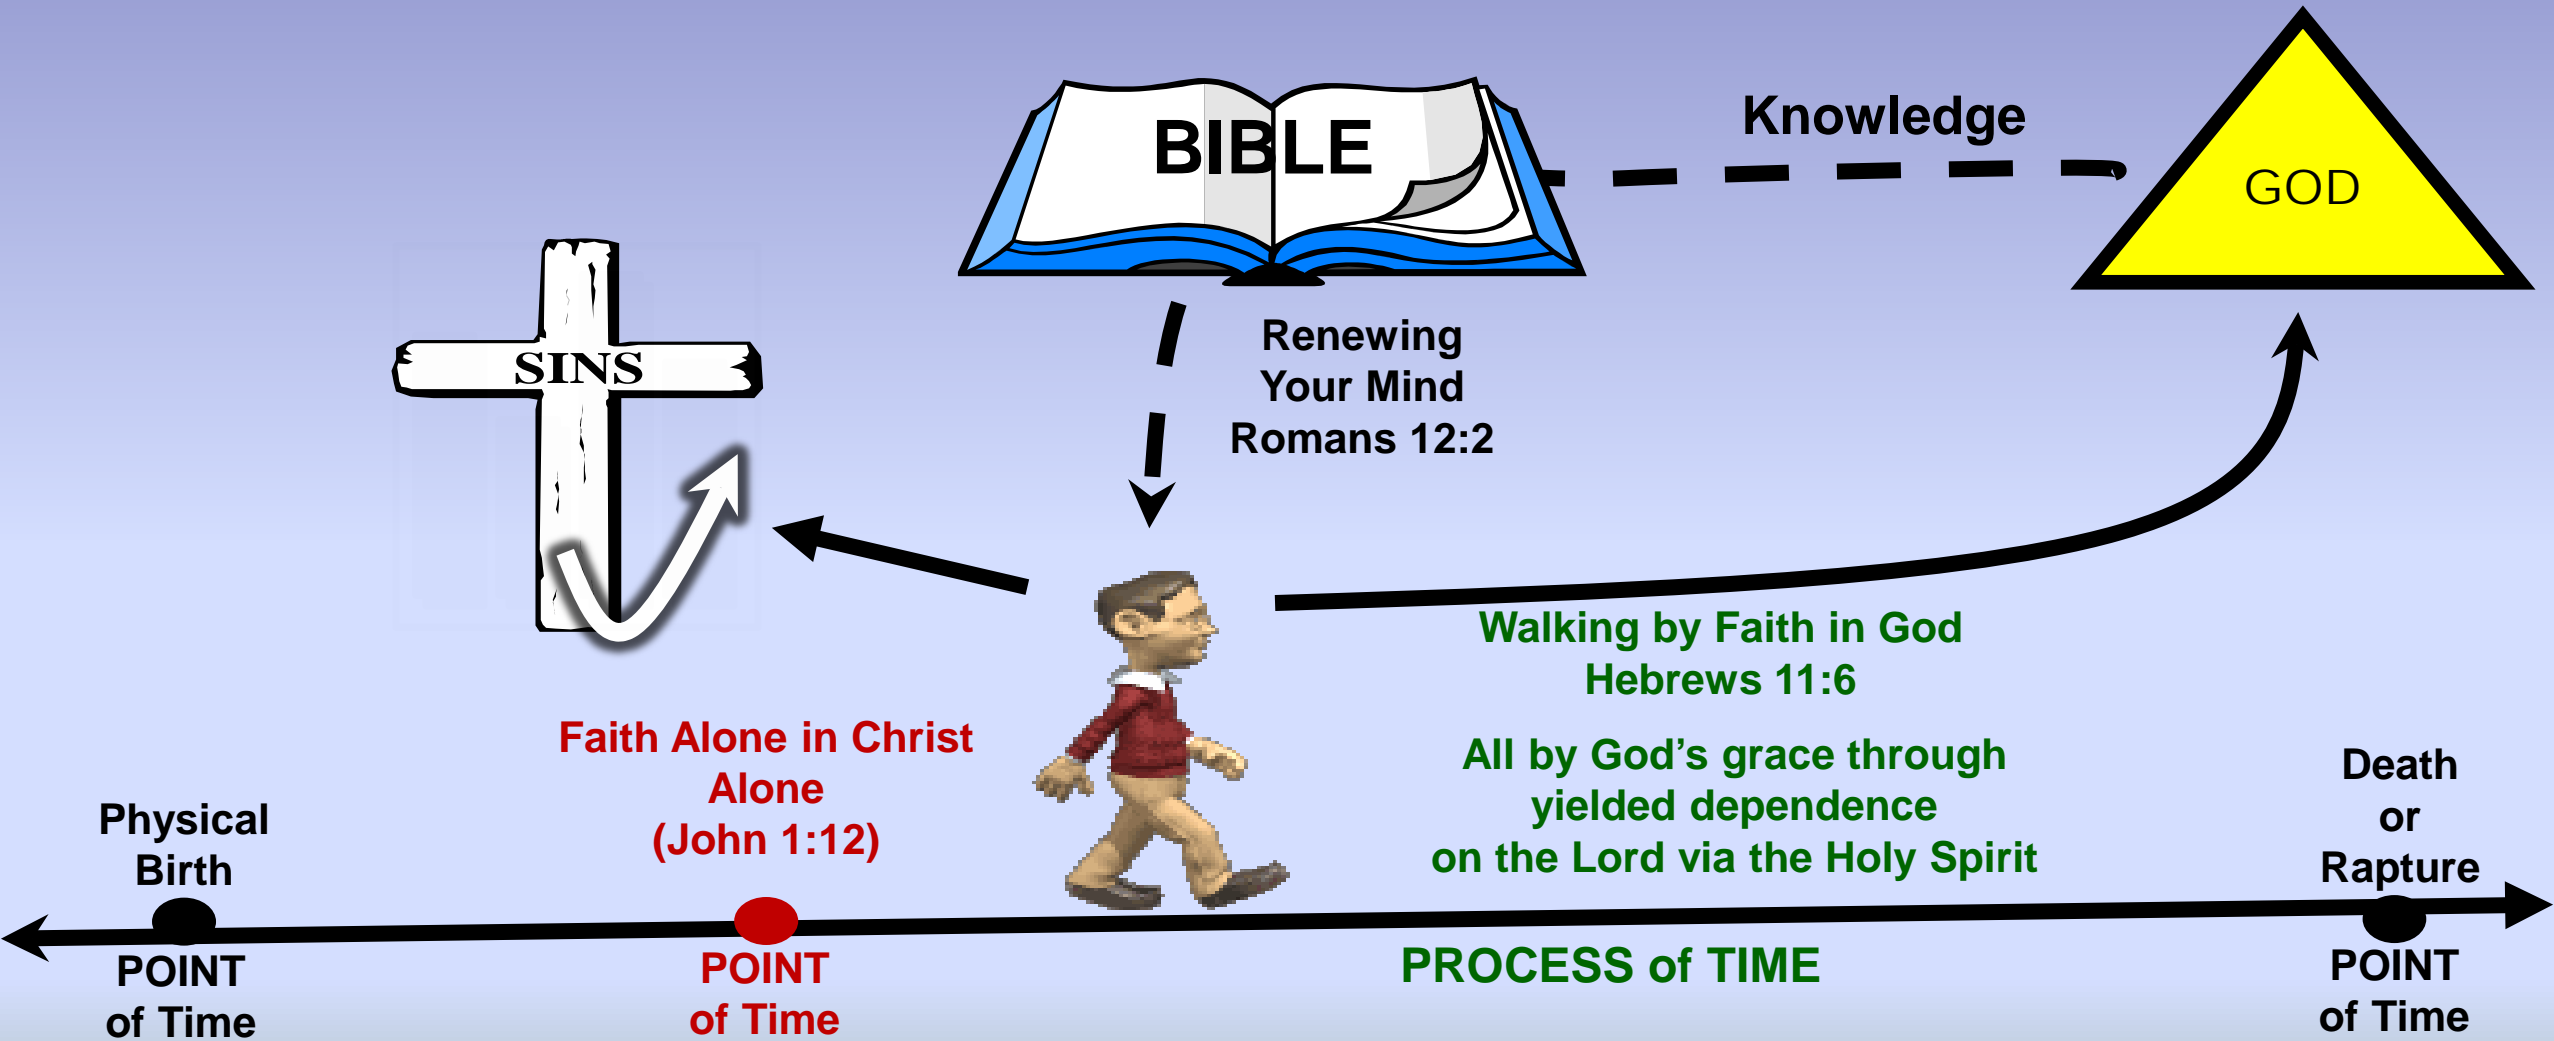 BIBLE
Knowledge
GOD
SINS
Renewing
Your Mind
Romans 12:2
Walking by Faith in God
Hebrews 11:6
All by God’s grace through
yielded dependence
on the Lord via the Holy Spirit
Faith Alone in Christ
Alone
(John 1:12)
Physical
Birth
Death
or
Rapture
POINT
of Time
POINT
of Time
PROCESS of TIME
POINT
of Time